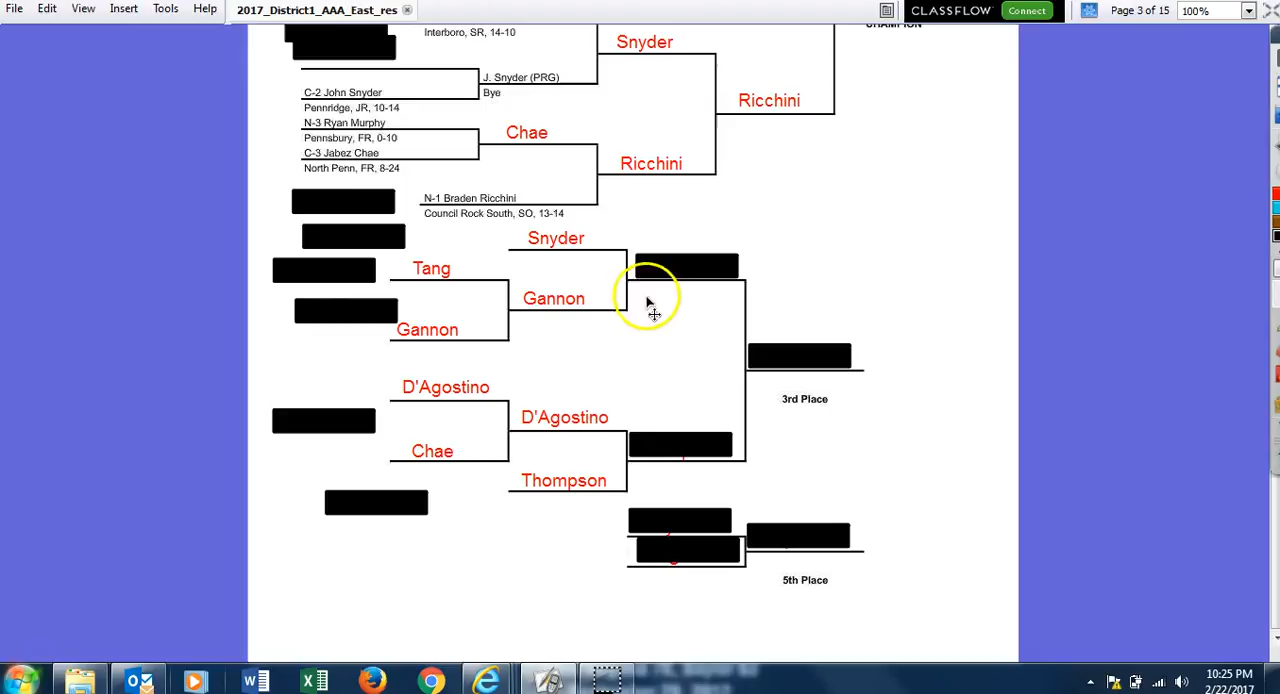 File Edit View Insert Tools Help 2017_District1_AAA_East_res CLASSFLOW Connect Page 3 of 15 100%
CHAMPION
Interboro, SR, 14-10
Snyder
J. Snyder (PRG)
C-2 John Snyder
Bye
Ricchini
Pennridge, JR, 10-14
N-3 Ryan Murphy
Chae
Pennsbury, FR, 0-10
C-3 Jabez Chae
Ricchini
North Penn, FR, 8-24
N-1 Braden Ricchini
Council Rock South, SO, 13-14
Snyder
Tang
Gannon
Gannon
D'Agostino
D'Agostino
Chae
Thompson
3rd Place
5th Place
10:25 PM
2/22/2017